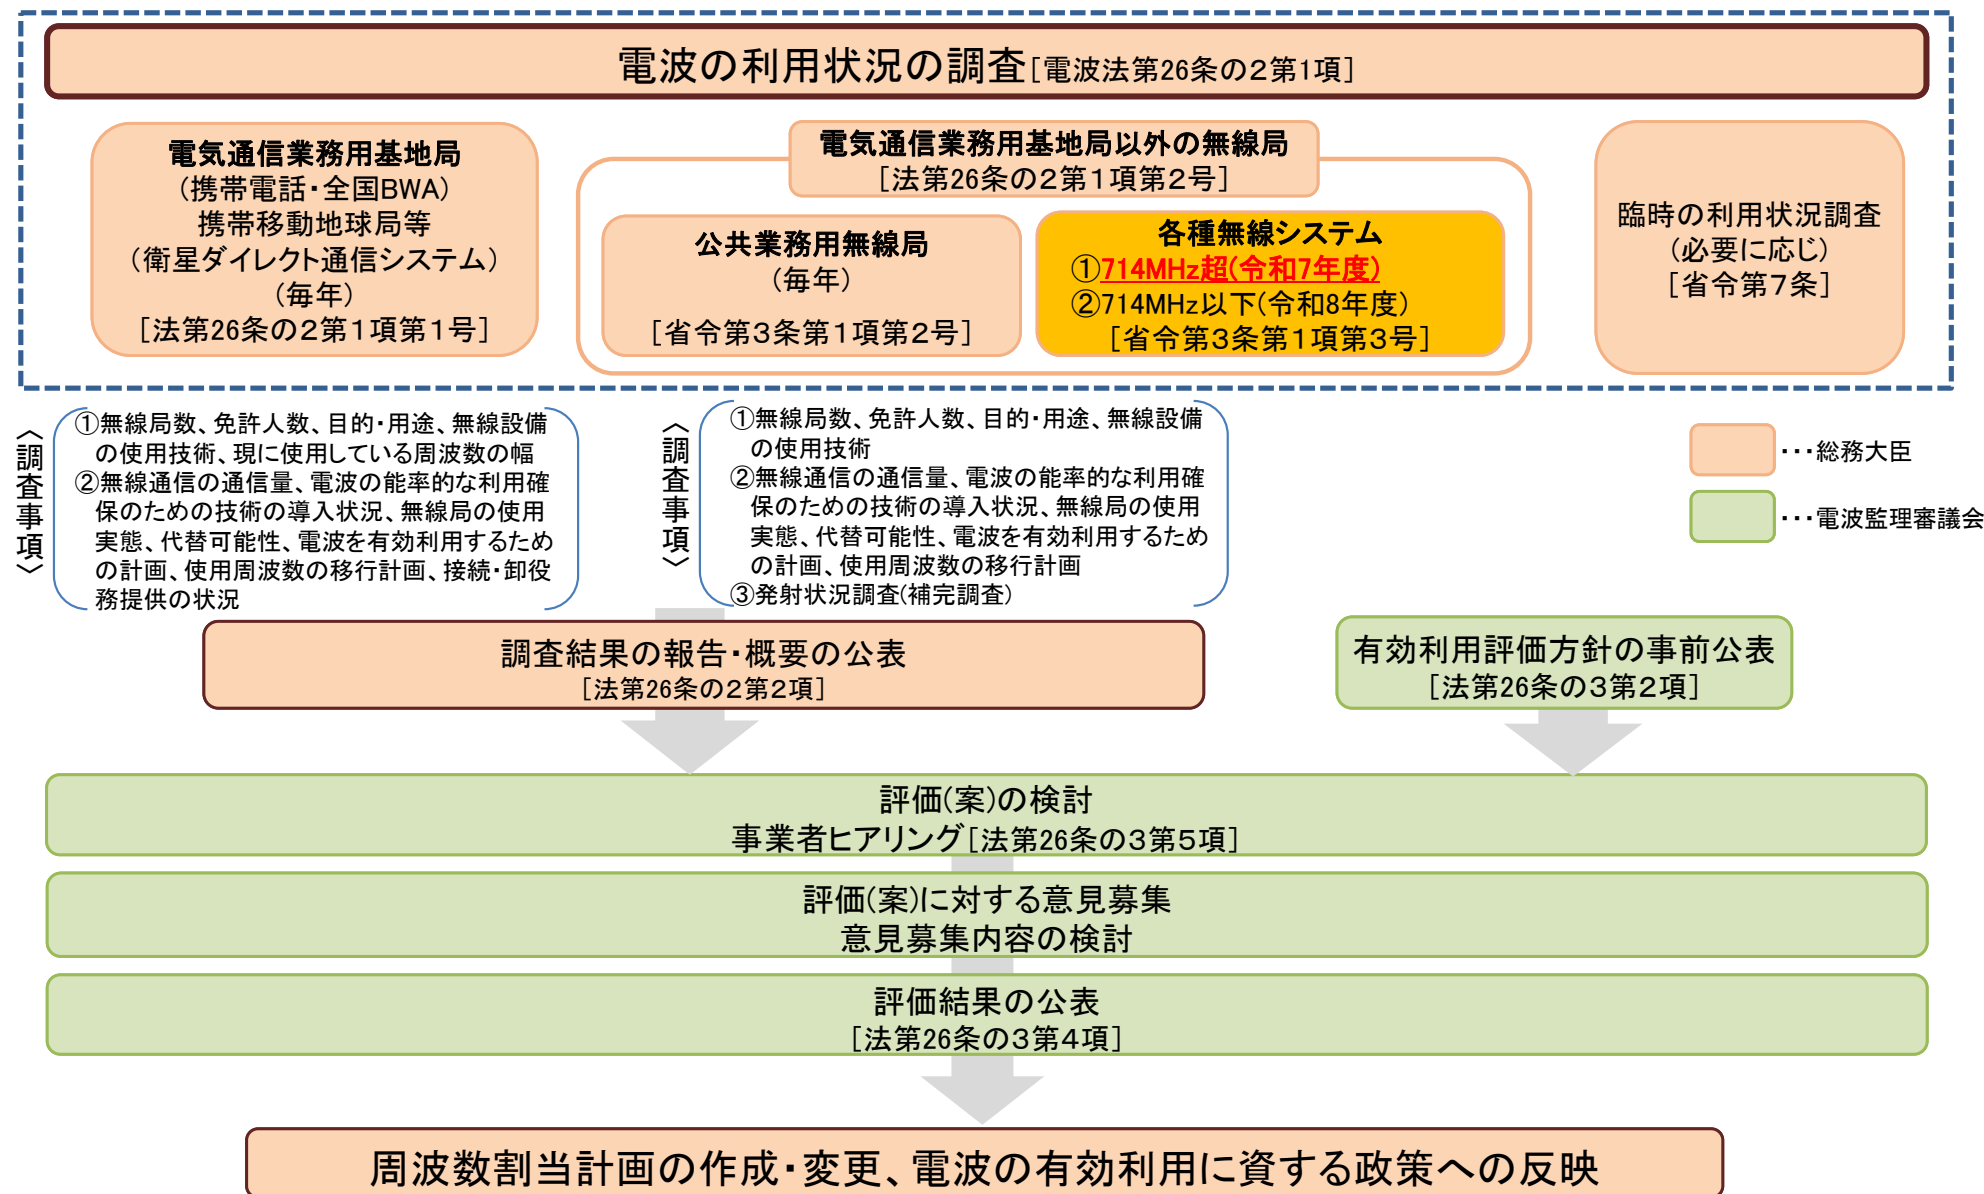 電波の利用状況の調査[電波法第26条の2第1項]
電気通信業務用基地局
(携帯電話・全国BWA)
携帯移動地球局等
(衛星ダイレクト通信システム)
(毎年)
[法第26条の2第1項第1号]
電気通信業務用基地局以外の無線局
[法第26条の2第1項第2号]
公共業務用無線局
(毎年)
[省令第3条第1項第2号]
各種無線システム
①714MHz超(令和7年度)
②714MHz以下(令和8年度)
[省令第3条第1項第3号]
臨時の利用状況調査
(必要に応じ)
[省令第7条]
〈調査事項〉
①無線局数、免許人数、目的・用途、無線設備
の使用技術、現に使用している周波数の幅
②無線通信の通信量、電波の能率的な利用確
保のための技術の導入状況、無線局の使用
実態、代替可能性、電波を有効利用するため
の計画、使用周波数の移行計画、接続・卸役
務提供の状況
〈調査事項〉
①無線局数、免許人数、目的・用途、無線設備
の使用技術
②無線通信の通信量、電波の能率的な利用確
保のための技術の導入状況、無線局の使用
実態、代替可能性、電波を有効利用するため
の計画、使用周波数の移行計画
③発射状況調査(補完調査)
・・・総務大臣
・・・電波監理審議会
調査結果の報告・概要の公表
[法第26条の2第2項]
有効利用評価方針の事前公表
[法第26条の3第2項]
評価(案)の検討
事業者ヒアリング[法第26条の3第5項]
評価(案)に対する意見募集
意見募集内容の検討
評価結果の公表
[法第26条の3第4項]
周波数割当計画の作成・変更、電波の有効利用に資する政策への反映